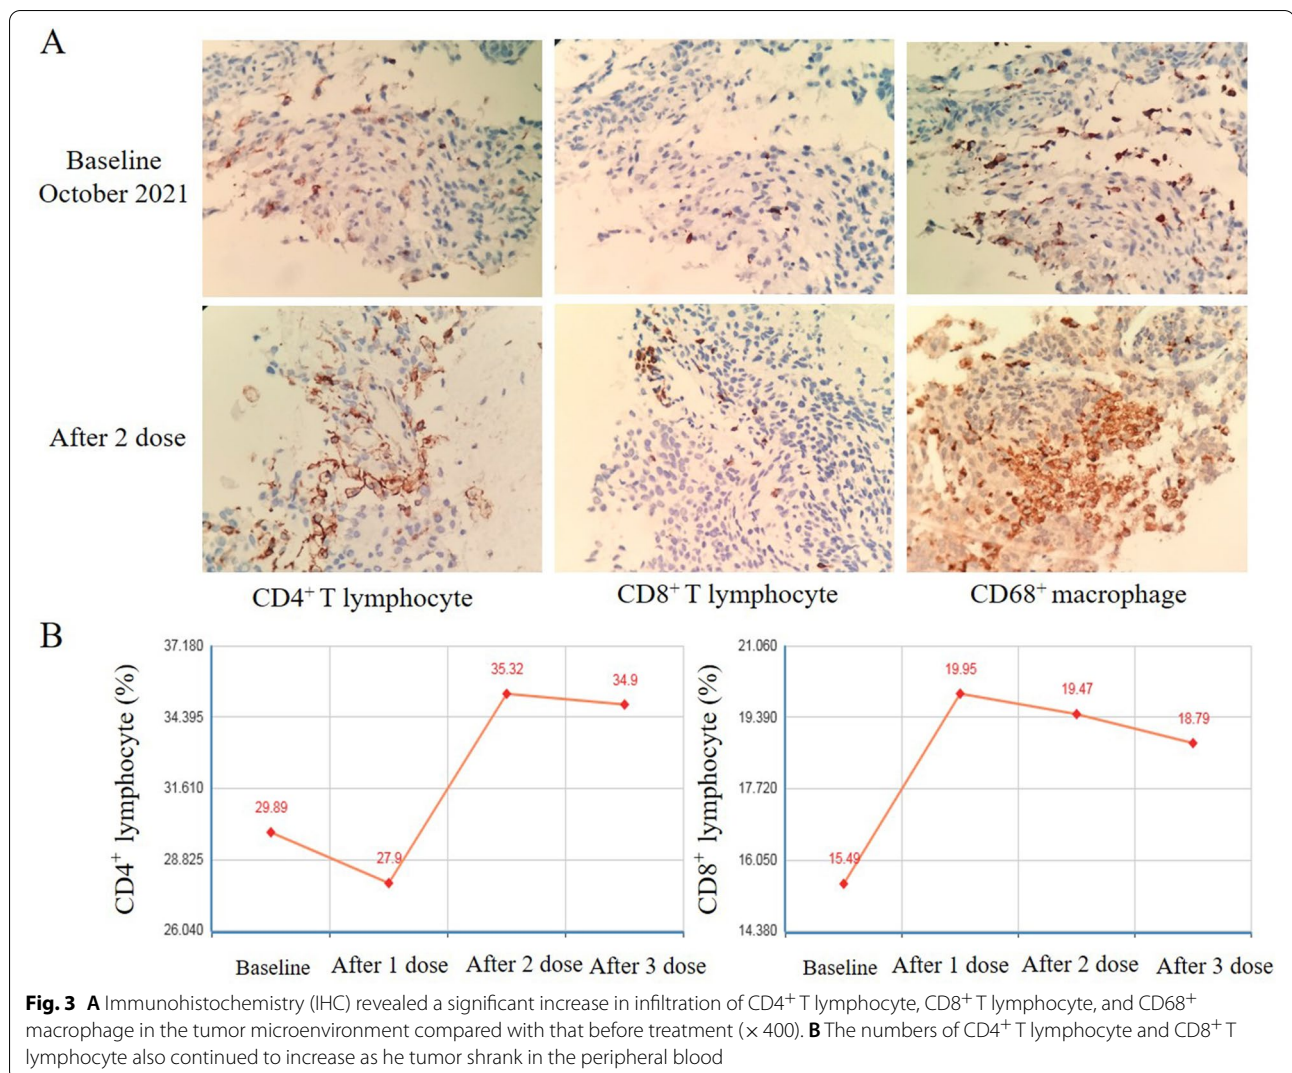 A
Baseline
October 2021
After 2 dose
CD4+ T lymphocyte
CD8+ T lymphocyte
CD68+ macrophage
B
CD4+ lymphocyte (%)
37.180
34.395
31.610
28.825
26.040
29.89
27.9
35.32
34.9
Baseline
After 1 dose
After 2 dose
After 3 dose
CD8+ lymphocyte (%)
21.060
19.390
17.720
16.050
14.380
15.49
19.95
19.47
18.79
Baseline
After 1 dose
After 2 dose
After 3 dose
Fig. 3 A Immunohistochemistry (IHC) revealed a significant increase in infiltration of CD4+ T lymphocyte, CD8+ T lymphocyte, and CD68+
macrophage in the tumor microenvironment compared with that before treatment (× 400). B The numbers of CD4+ T lymphocyte and CD8+ T
lymphocyte also continued to increase as he tumor shrank in the peripheral blood